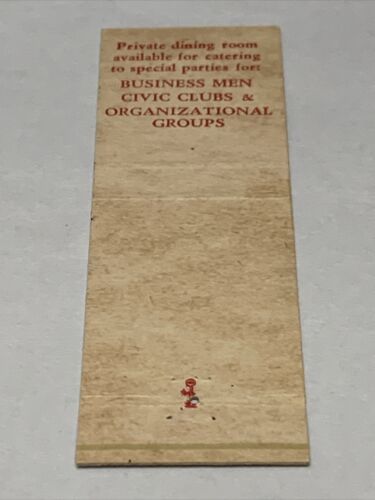 Private dining room
available for catering
to special parties for:
BUSINESS MEN
CIVIC CLUBS &
ORGANIZATIONAL
GROUPS